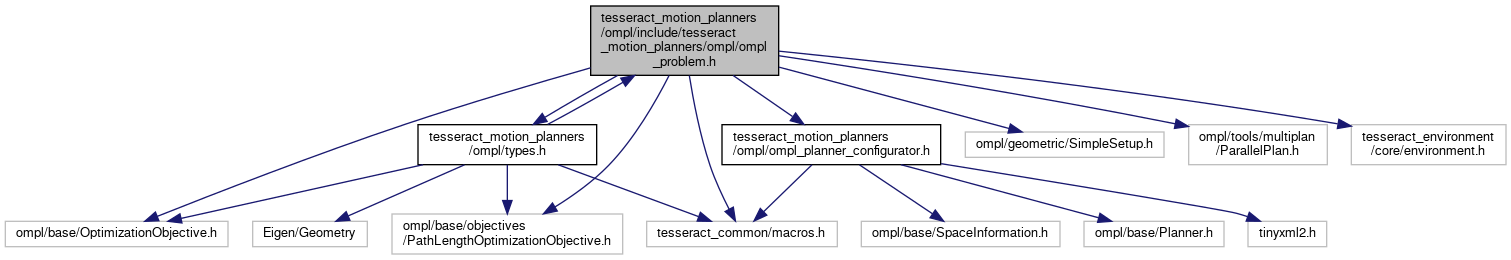 tesseract_motion_planners
/ompl/include/tesseract
_motion_planners/ompl/ompl
_problem.h
tesseract_motion_planners
/ompl/types.h
tesseract_motion_planners
/ompl/ompl_planner_configurator.h
ompl/geometric/SimpleSetup.h
ompl/tools/multiplan
/ParallelPlan.h
tesseract_environment
/core/environment.h
ompl/base/OptimizationObjective.h
Eigen/Geometry
ompl/base/objectives
/PathLengthOptimizationObjective.h
tesseract_common/macros.h
ompl/base/SpaceInformation.h
ompl/base/Planner.h
tinyxml2.h